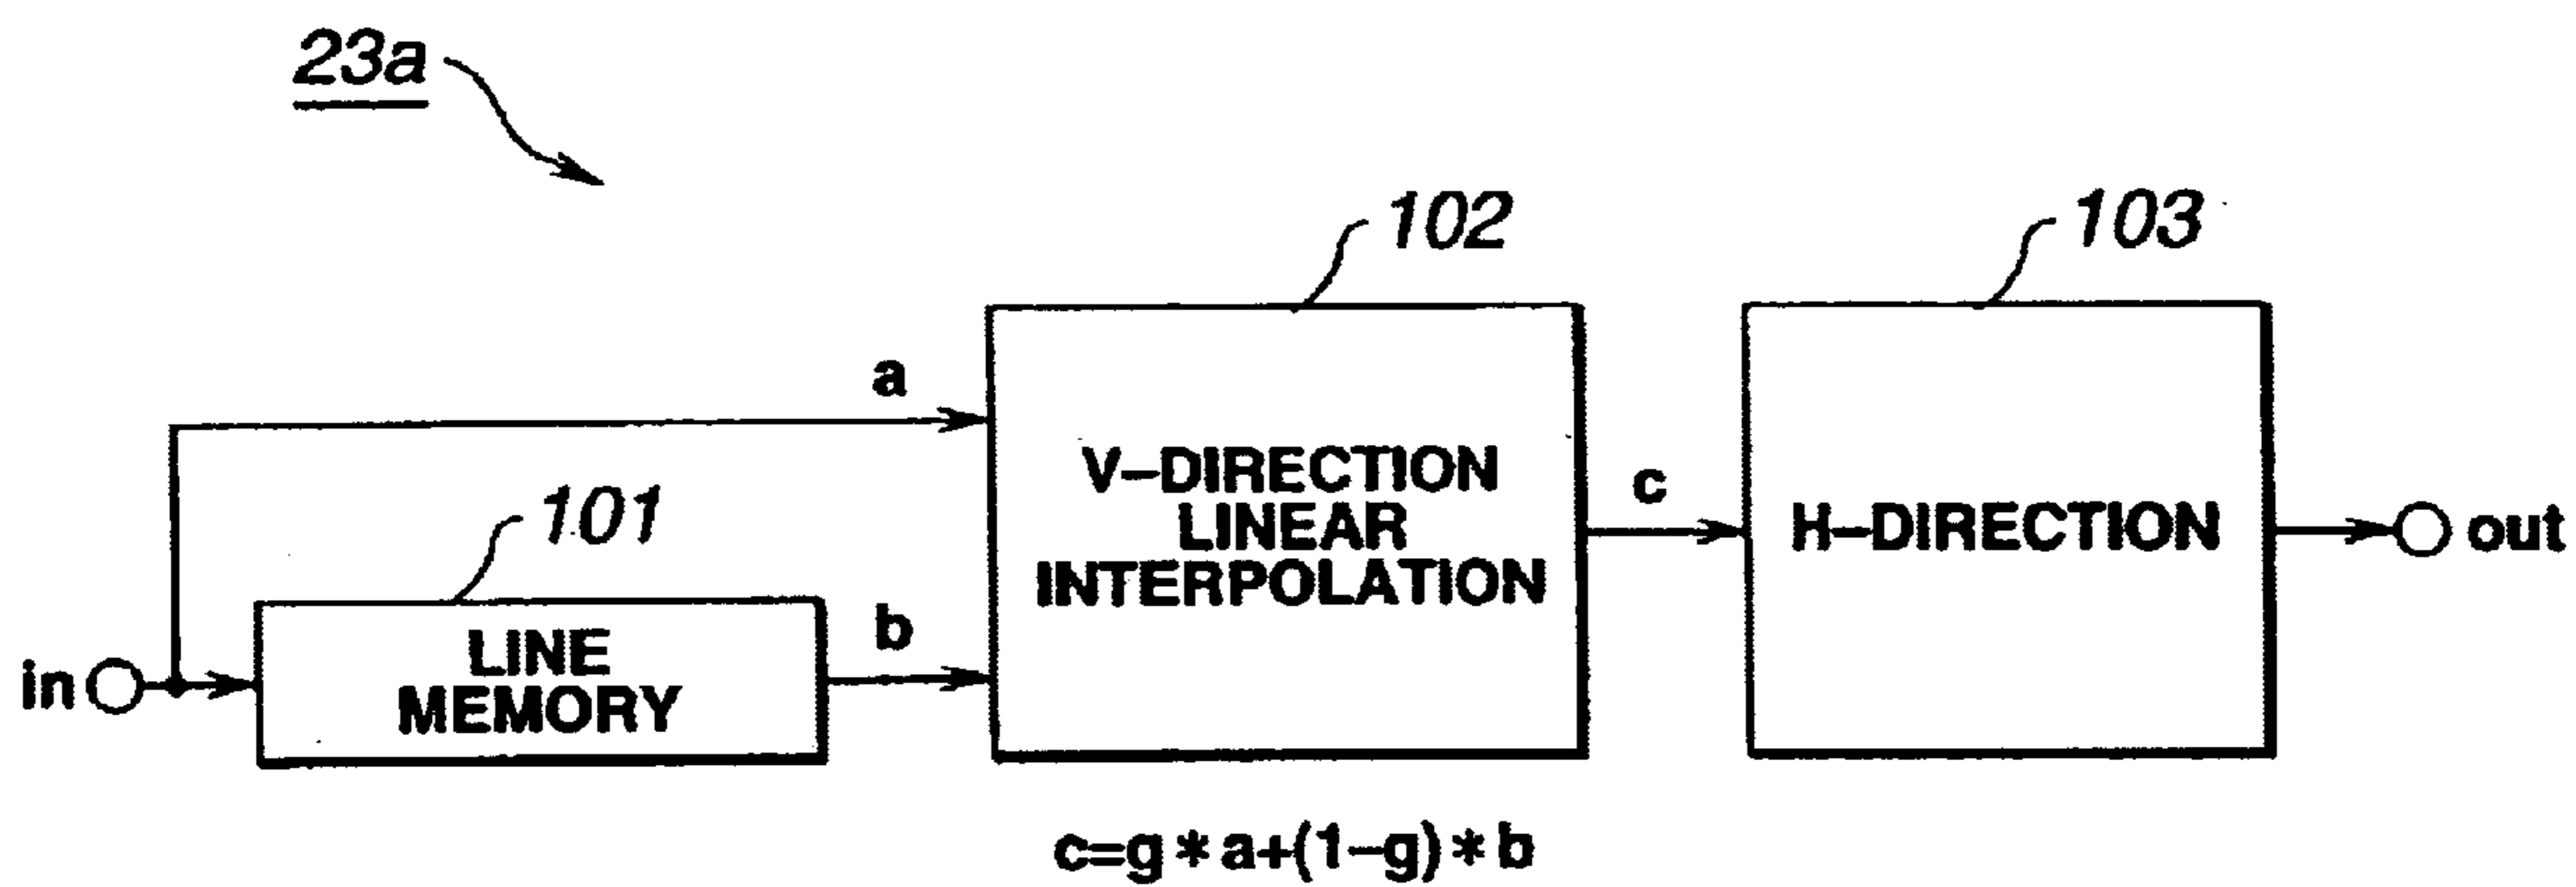 23a
102
103
a
V-DIRECTION
LINEAR
INTERPOLATION
c
H-DIRECTION
out
101
b
in
LINE
MEMORY
c=g*a+(1-g)*b